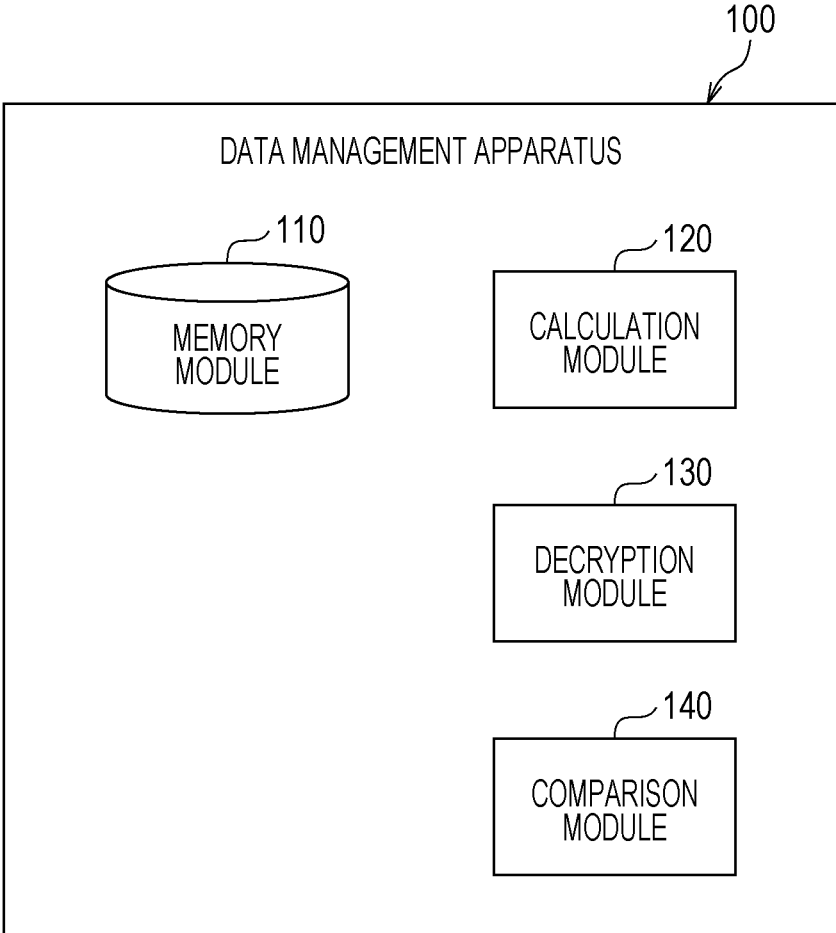 100
DATA MANAGEMENT APPARATUS
110
MEMORY
MODULE
120
CALCULATION
MODULE
130
DECRYPTION
MODULE
140
COMPARISON
MODULE